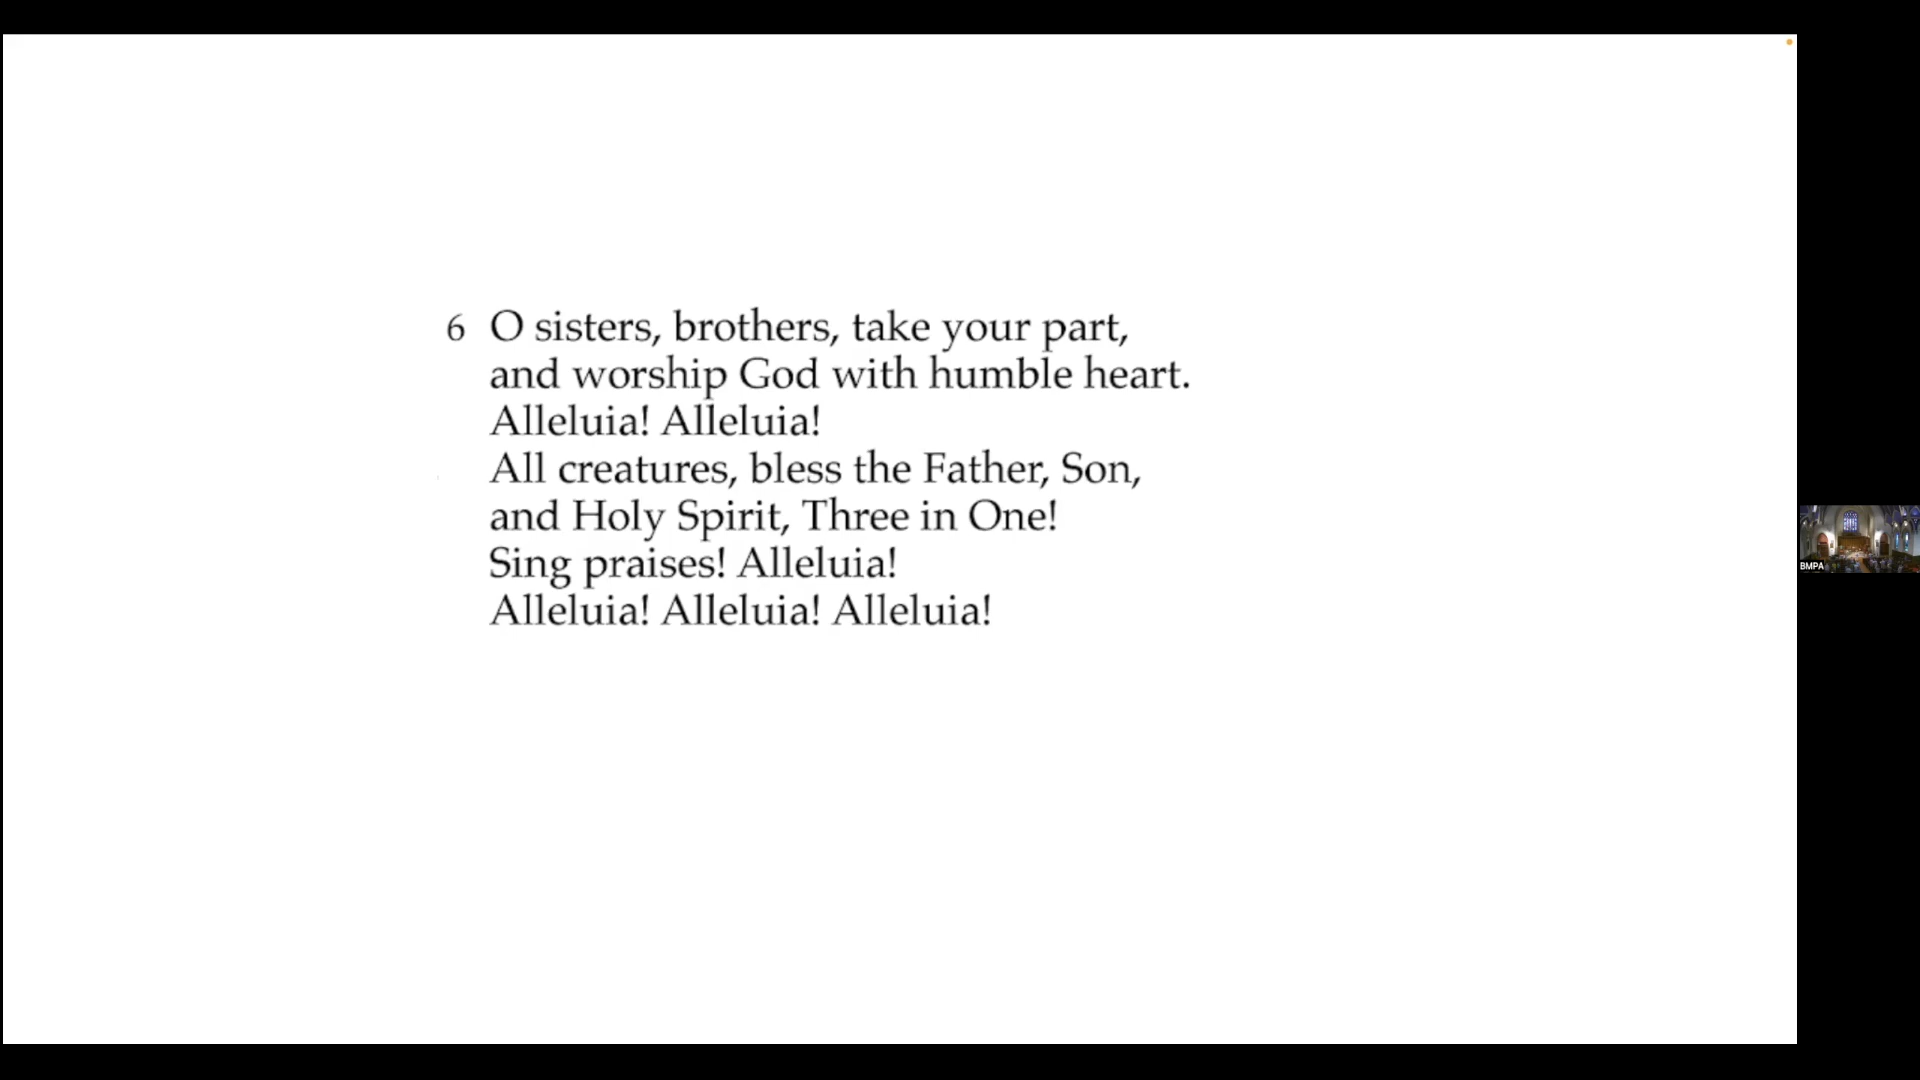 6 O sisters, brothers, take your part,
and worship God with humble heart.
Alleluia! Alleluia!
All creatures, bless the Father, Son,
and Holy Spirit, Three in One!
Sing praises! Alleluia!
Alleluia! Alleluia! Alleluia!
BMPA